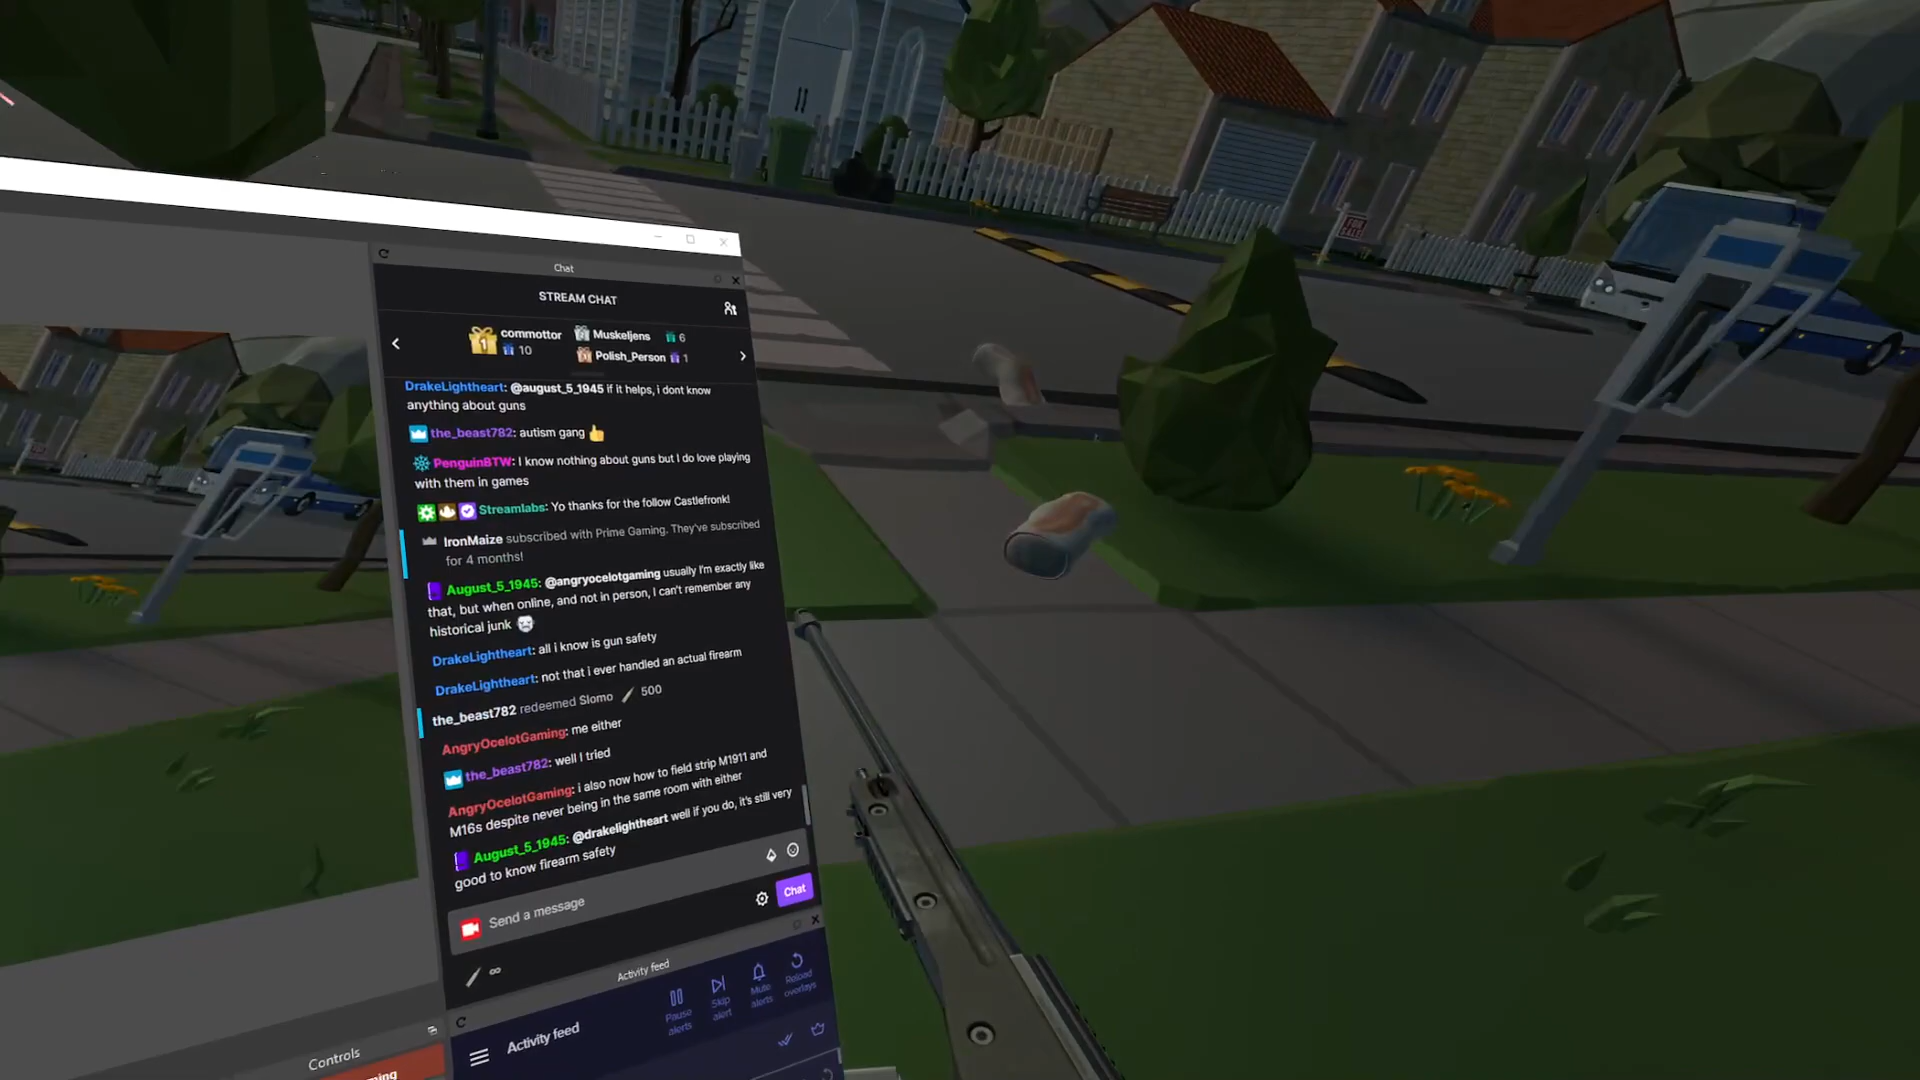 Chat
STREAM CHAT
commottor
10
Muskeljens 6
Polish_Person 1
DrakeLightheart: @august_5_1945 if it helps, i dont know
anything about guns
the_beast782: autism gang 👍
PenguinBTW: I know nothing about guns but I do love playing
with them in games
Streamlabs: Yo thanks for the follow Castlefronk!
IronMaize subscribed with Prime Gaming. They've subscribed
for 4 months!
August_5_1945: @angryocelotgaming usually I'm exactly like
that, but when online, and not in person, I can't remember any
historical junk
DrakeLightheart: all i know is gun safety
DrakeLightheart: not that i ever handled an actual firearm
the_beast782 redeemed Slomo 500
AngryOcelotGaming: me either
the_beast782: well I tried
AngryOcelotGaming: i also now how to field strip M1911 and
M16s despite never being in the same room with either
August_5_1945: @drakelightheart well if you do, it's still very
good to know firearm safety
Send a message
Chat
∞
Activity feed
Activity feed
Pause
alerts
Skip
alert
Mute
alerts
Reload
overlays
Controls
FOR
SALE